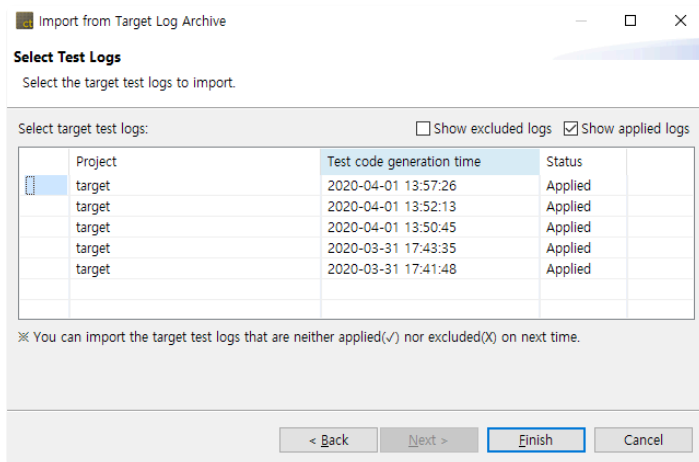 ct Import from Target Log Archive
Select Test Logs
Select the target test logs to import.
Select target test logs: Show excluded logs Show applied logs
Project Test code generation time Status
target 2020-04-01 13:57:26 Applied
target 2020-04-01 13:52:13 Applied
target 2020-04-01 13:50:45 Applied
target 2020-03-31 17:43:35 Applied
target 2020-03-31 17:41:48 Applied
※ You can import the target test logs that are neither applied(√) nor excluded(X) on next time.
< Back Next > Finish Cancel